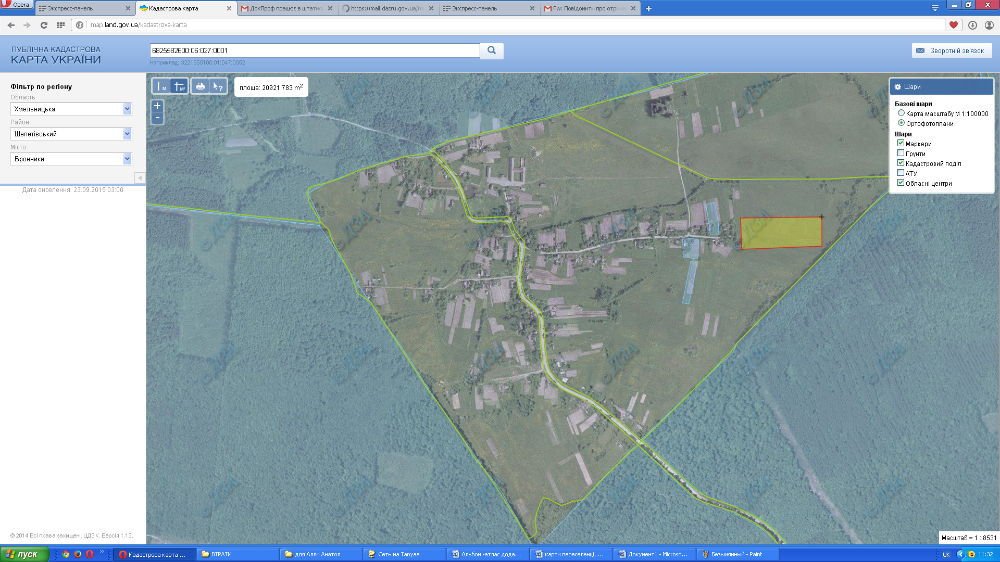 Opera
Экспресс-панель
Кадастрова карта
ДокПроф працює в штатно
https://mail.dazru.gov.ua/ro
Экспресс-панель
Fw: Повідомити про отрима
map.land.gov.ua/kadastrova-karta
ПУБЛІЧНА КАДАСТРОВА
КАРТА УКРАЇНИ
6825582600:06:027:0001
Наприклад: 3221655100:01:047:0052
Зворотній зв'язок
Фільтр по регіону
Область
Хмельницька
Район
Шепетівський
Місто
Бронники
Дата оновлення: 23.09.2015 03:00
М
М²
площа: 20921.783 m²
+
-
Шари
Базові шари
Карта масштабу М 1:100000
Ортофотоплани
Шари
Маркери
Грунти
Кадастровий поділ
АТУ
Обласні центри
© ДЗА
© 2014 Всі права захищені. ЦДЗК. Версія 1.13.
Масштаб = 1 : 8531
пуск
Кадастрова карта ...
ВТРАТИ
для Алли Анатол
Сеть на Tanyaa
Альбом -атлас дода...
карти переселенці, ...
Документ1 - Microso...
Безымянный - Paint
UK
11:32